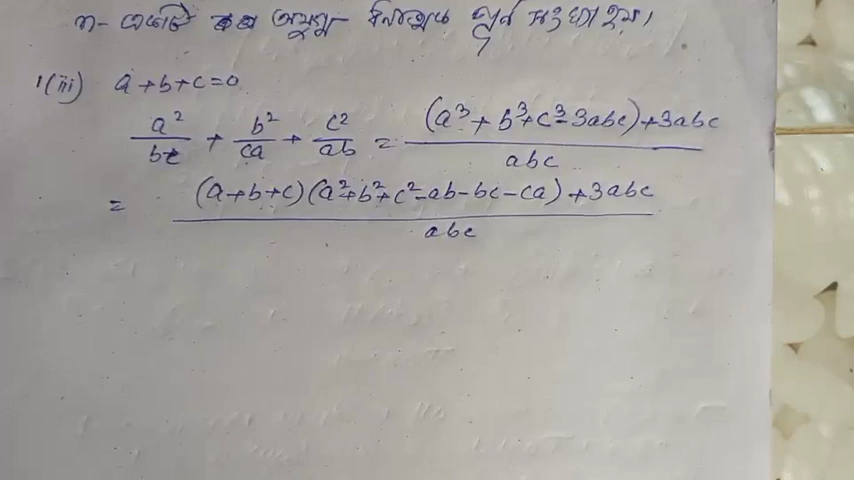 n-
1(iii) a+b+c=0
a²/bc + b²/ca + c²/ab = (a³+b³+c³-3abc)+3abc/abc
= (a+b+c)(a²+b²+c²-ab-bc-ca)+3abc/abc